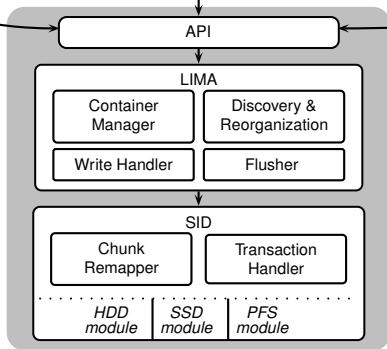 API
LIMA
Container
Manager
Discovery &
Reorganization
Write Handler
Flusher
SID
Chunk
Remapper
Transaction
Handler
HDD
module
SSD
module
PFS
module